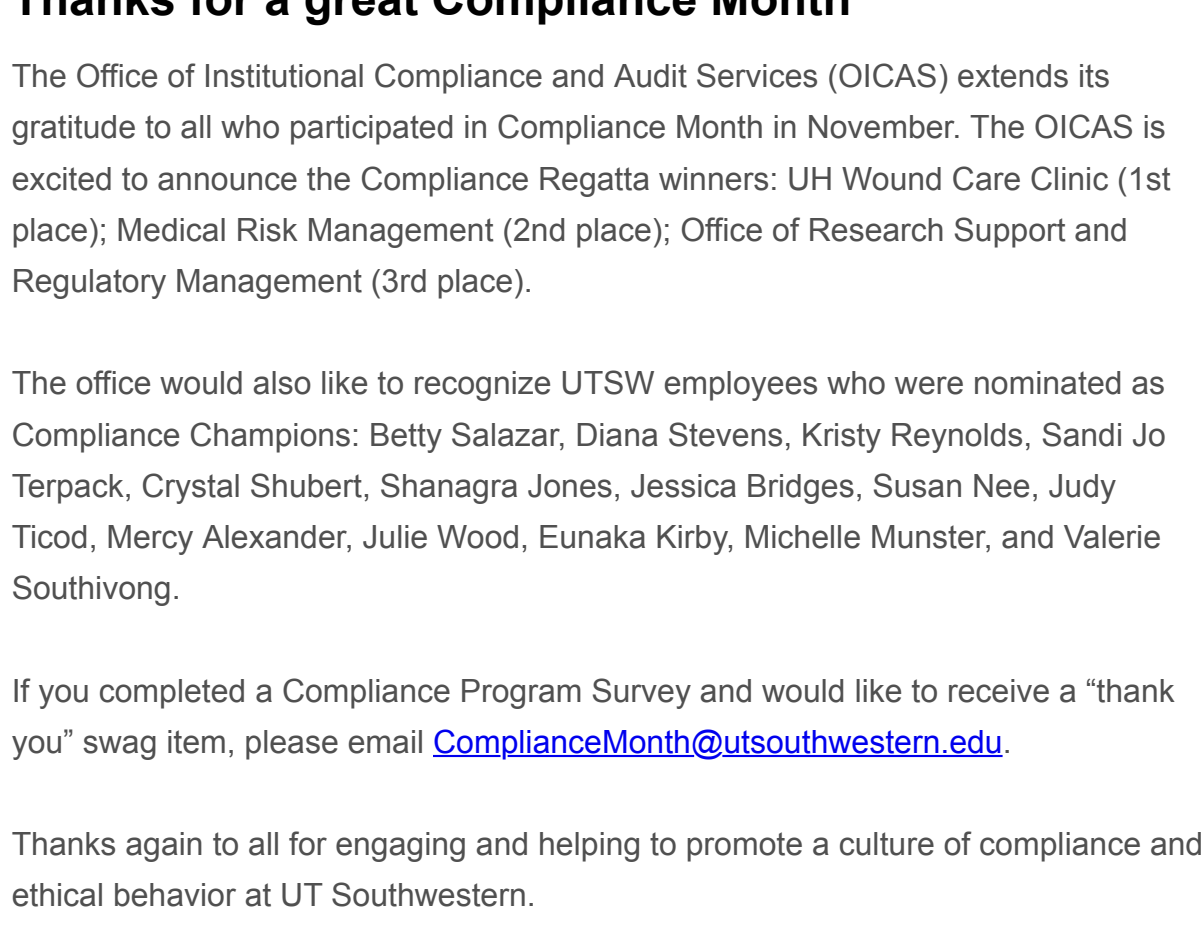 Thanks for a great Compliance Month
The Office of Institutional Compliance and Audit Services (OICAS) extends its
gratitude to all who participated in Compliance Month in November. The OICAS is
excited to announce the Compliance Regatta winners: UH Wound Care Clinic (1st
place); Medical Risk Management (2nd place); Office of Research Support and
Regulatory Management (3rd place).
The office would also like to recognize UTSW employees who were nominated as
Compliance Champions: Betty Salazar, Diana Stevens, Kristy Reynolds, Sandi Jo
Terpack, Crystal Shubert, Shanagra Jones, Jessica Bridges, Susan Nee, Judy
Ticod, Mercy Alexander, Julie Wood, Eunaka Kirby, Michelle Munster, and Valerie
Southivong.
If you completed a Compliance Program Survey and would like to receive a “thank
you” swag item, please email ComplianceMonth@utsouthwestern.edu.
Thanks again to all for engaging and helping to promote a culture of compliance and
ethical behavior at UT Southwestern.